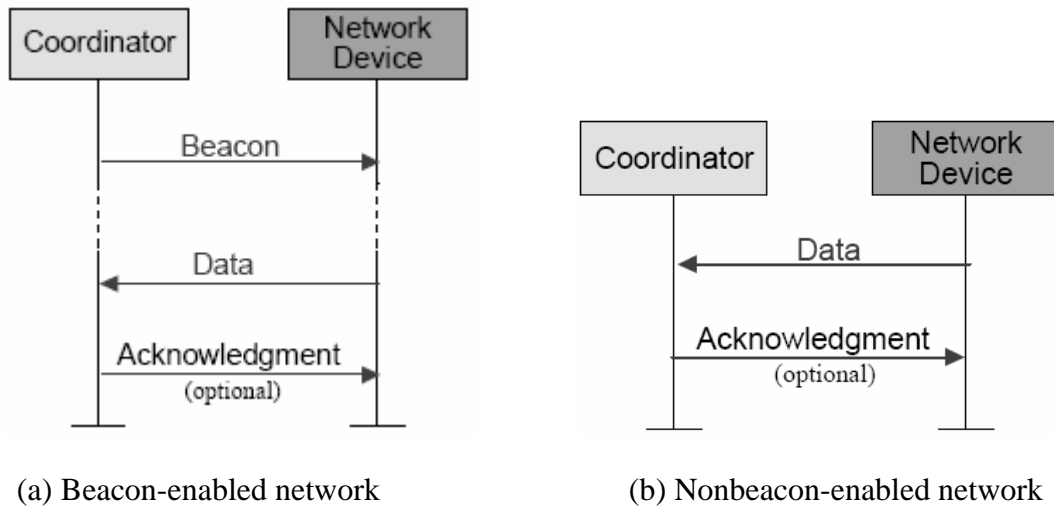 Coordinator
Network
Device
Beacon
Data
Acknowledgment
(optional)
(a) Beacon-enabled network
Coordinator
Network
Device
Data
Acknowledgment
(optional)
(b) Nonbeacon-enabled network